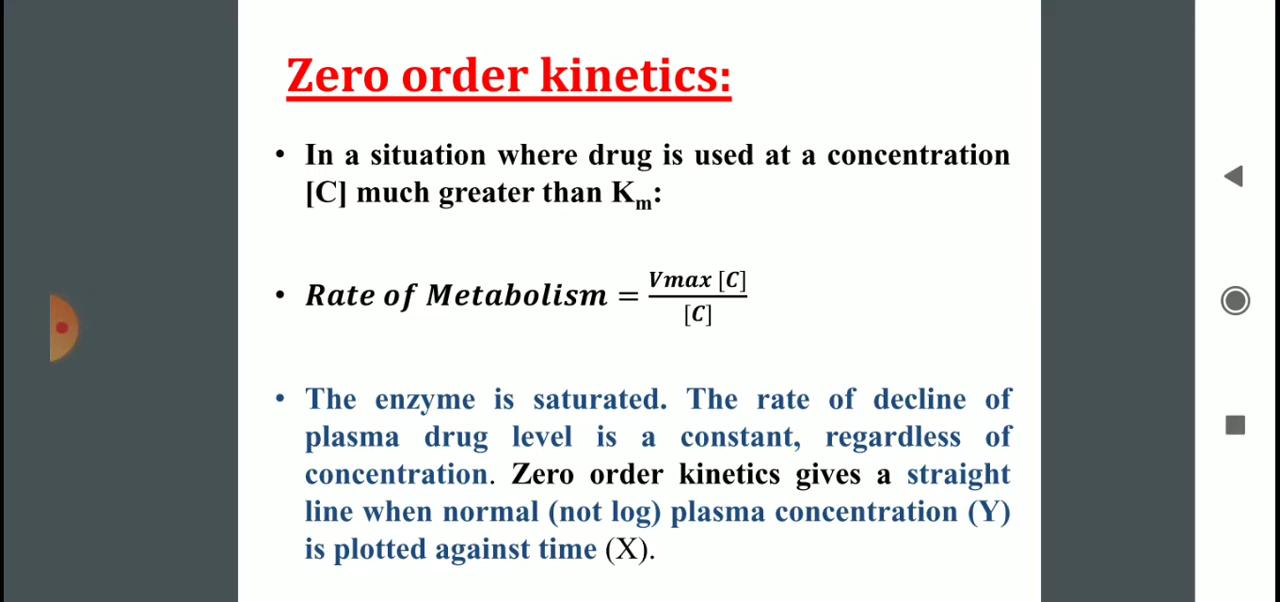 Zero order kinetics:
• In a situation where drug is used at a concentration
[C] much greater than Km:
• Rate of Metabolism = Vmax [C] / [C]
• The enzyme is saturated. The rate of decline of
plasma drug level is a constant, regardless of
concentration. Zero order kinetics gives a straight
line when normal (not log) plasma concentration (Y)
is plotted against time (X).